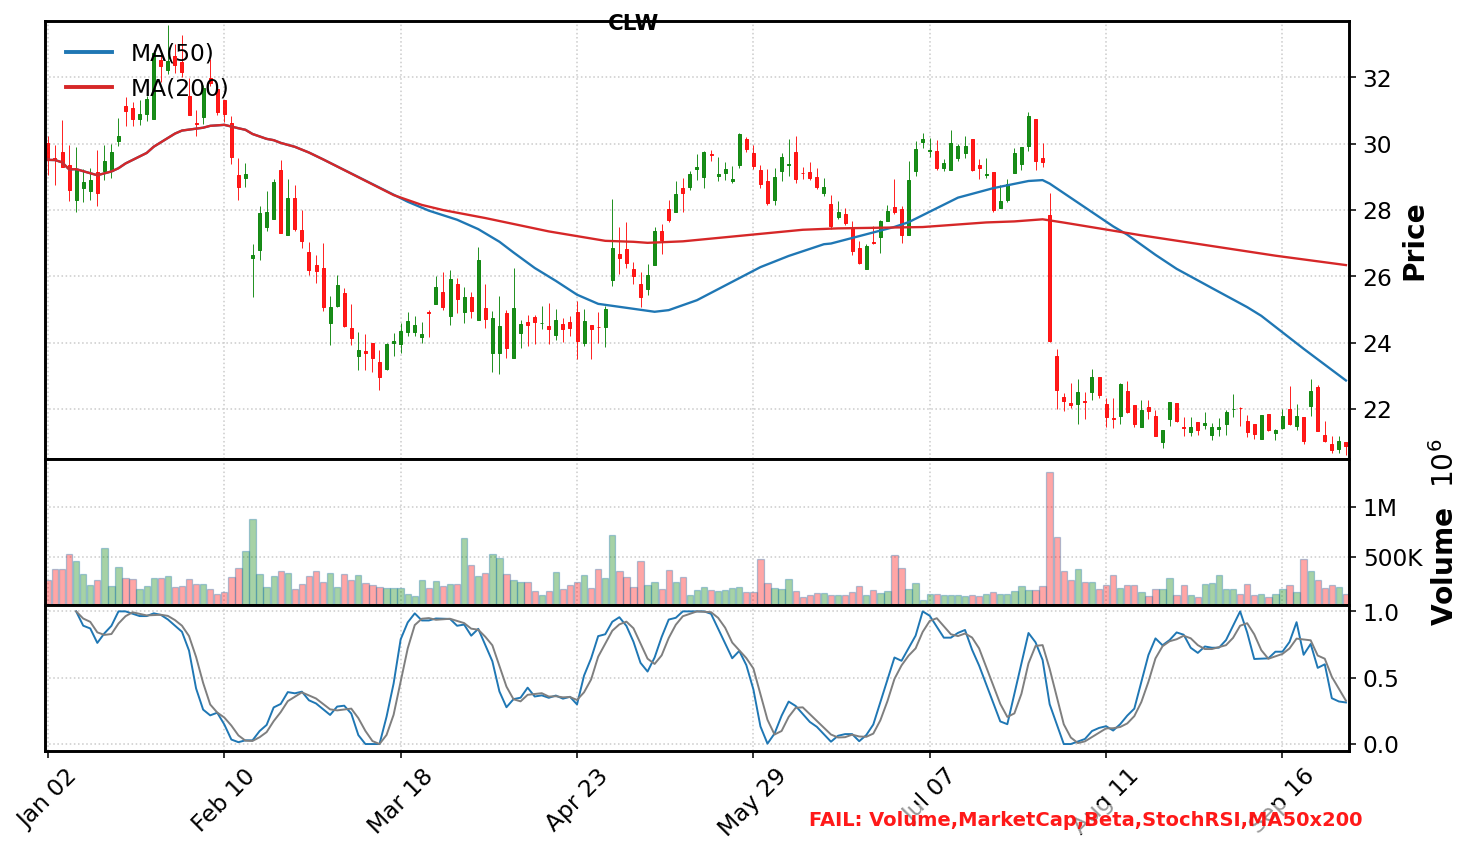 CLW
MA(50)
MA(200)
32
30
28
26
24
22
Price
1M
500K
Volume 10^6
1.0
0.5
0.0
Jan 02
Feb 10
Mar 18
Apr 23
May 29
Jul 07
Aug 11
Sep 16
FAIL: Volume,MarketCap,Beta,StochRSI,MA50x200